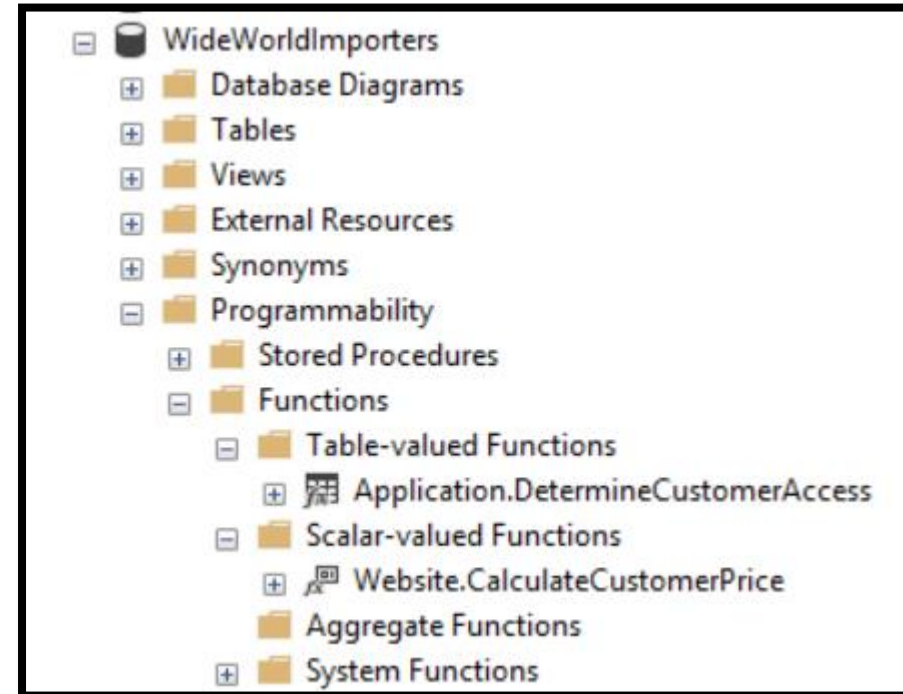 WideWorldImporters
Database Diagrams
Tables
Views
External Resources
Synonyms
Programmability
Stored Procedures
Functions
Table-valued Functions
Application.DetermineCustomerAccess
Scalar-valued Functions
Website.CalculateCustomerPrice
Aggregate Functions
System Functions